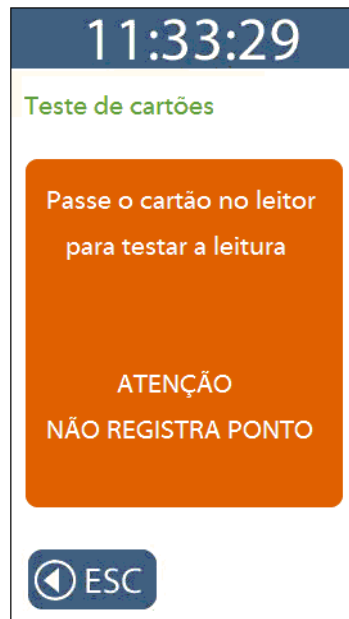 11:33:29
Teste de cartões
Passe o cartão no leitor
para testar a leitura
ATENÇÃO
NÃO REGISTRA PONTO
ESC